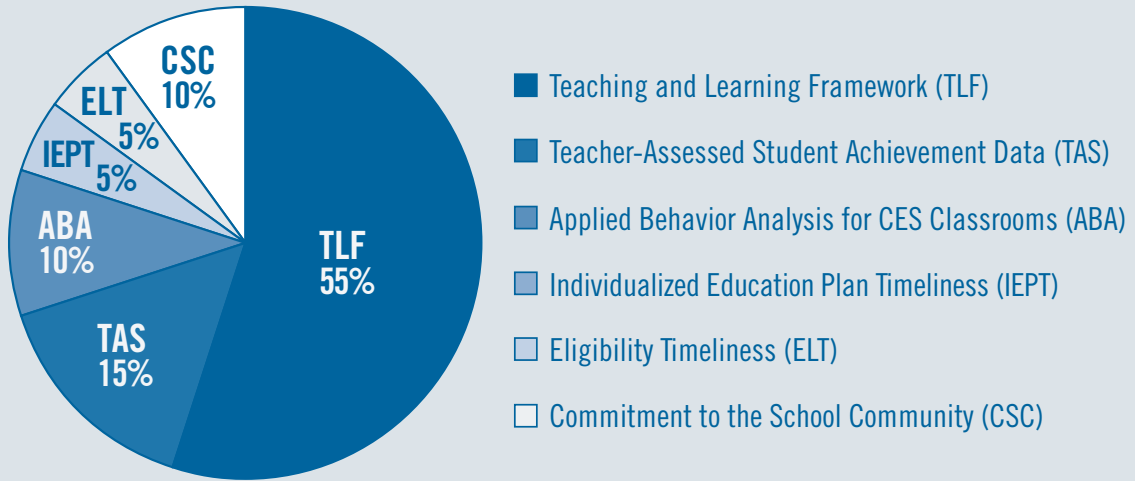 CSC
10%
ELT
5%
IEPT
5%
ABA
10%
TAS
15%
TLF
55%
Teaching and Learning Framework (TLF)
Teacher-Assessed Student Achievement Data (TAS)
Applied Behavior Analysis for CES Classrooms (ABA)
Individualized Education Plan Timeliness (IEPT)
Eligibility Timeliness (ELT)
Commitment to the School Community (CSC)